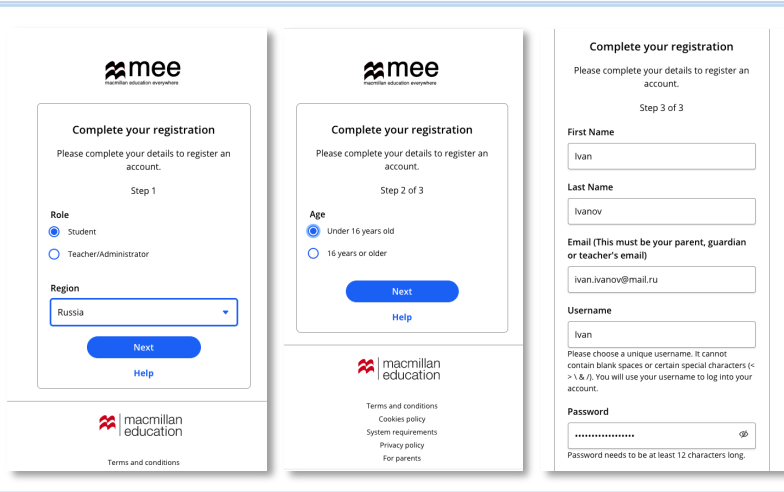 mee
macmillan education everywhere
Complete your registration
Please complete your details to register an
account.
Step 1
Role
Student
Teacher/Administrator
Region
Russia
Next
Help
macmillan
education
Terms and conditions
mee
macmillan education everywhere
Complete your registration
Please complete your details to register an
account.
Step 2 of 3
Age
Under 16 years old
16 years or older
Next
Help
macmillan
education
Terms and conditions
Cookies policy
System requirements
Privacy policy
For parents
Complete your registration
Please complete your details to register an
account.
Step 3 of 3
First Name
Ivan
Last Name
Ivanov
Email (This must be your parent, guardian
or teacher's email)
ivan.ivanov@mail.ru
Username
Ivan
Please choose a unique username. It cannot
contain blank spaces or certain special characters (<
> \ & /). You will use your username to log into your
account.
Password
••••••••••••••••••
Password needs to be at least 12 characters long.